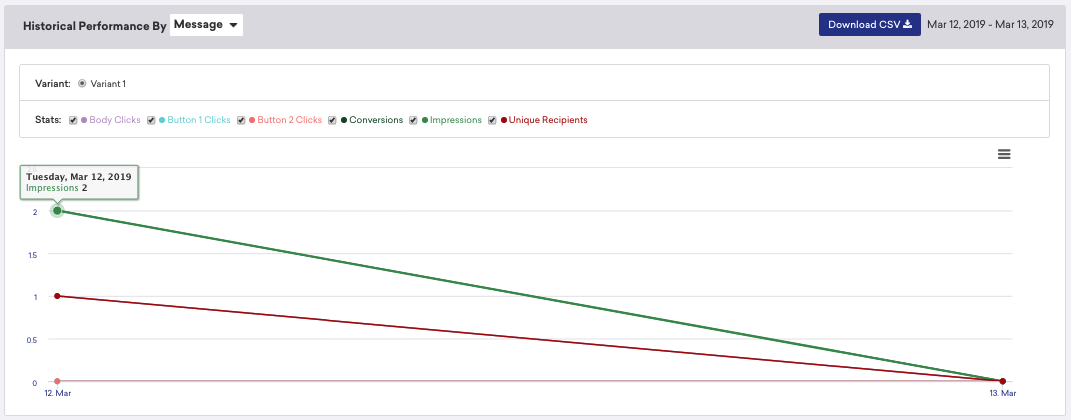 Historical Performance By Message
Download CSV Mar 12, 2019 - Mar 13, 2019
Variant: Variant 1
Stats: Body Clicks Button 1 Clicks Button 2 Clicks Conversions Impressions Unique Recipients
Tuesday, Mar 12, 2019
Impressions 2
2
1.5
1
0.5
0
12. Mar 13. Mar